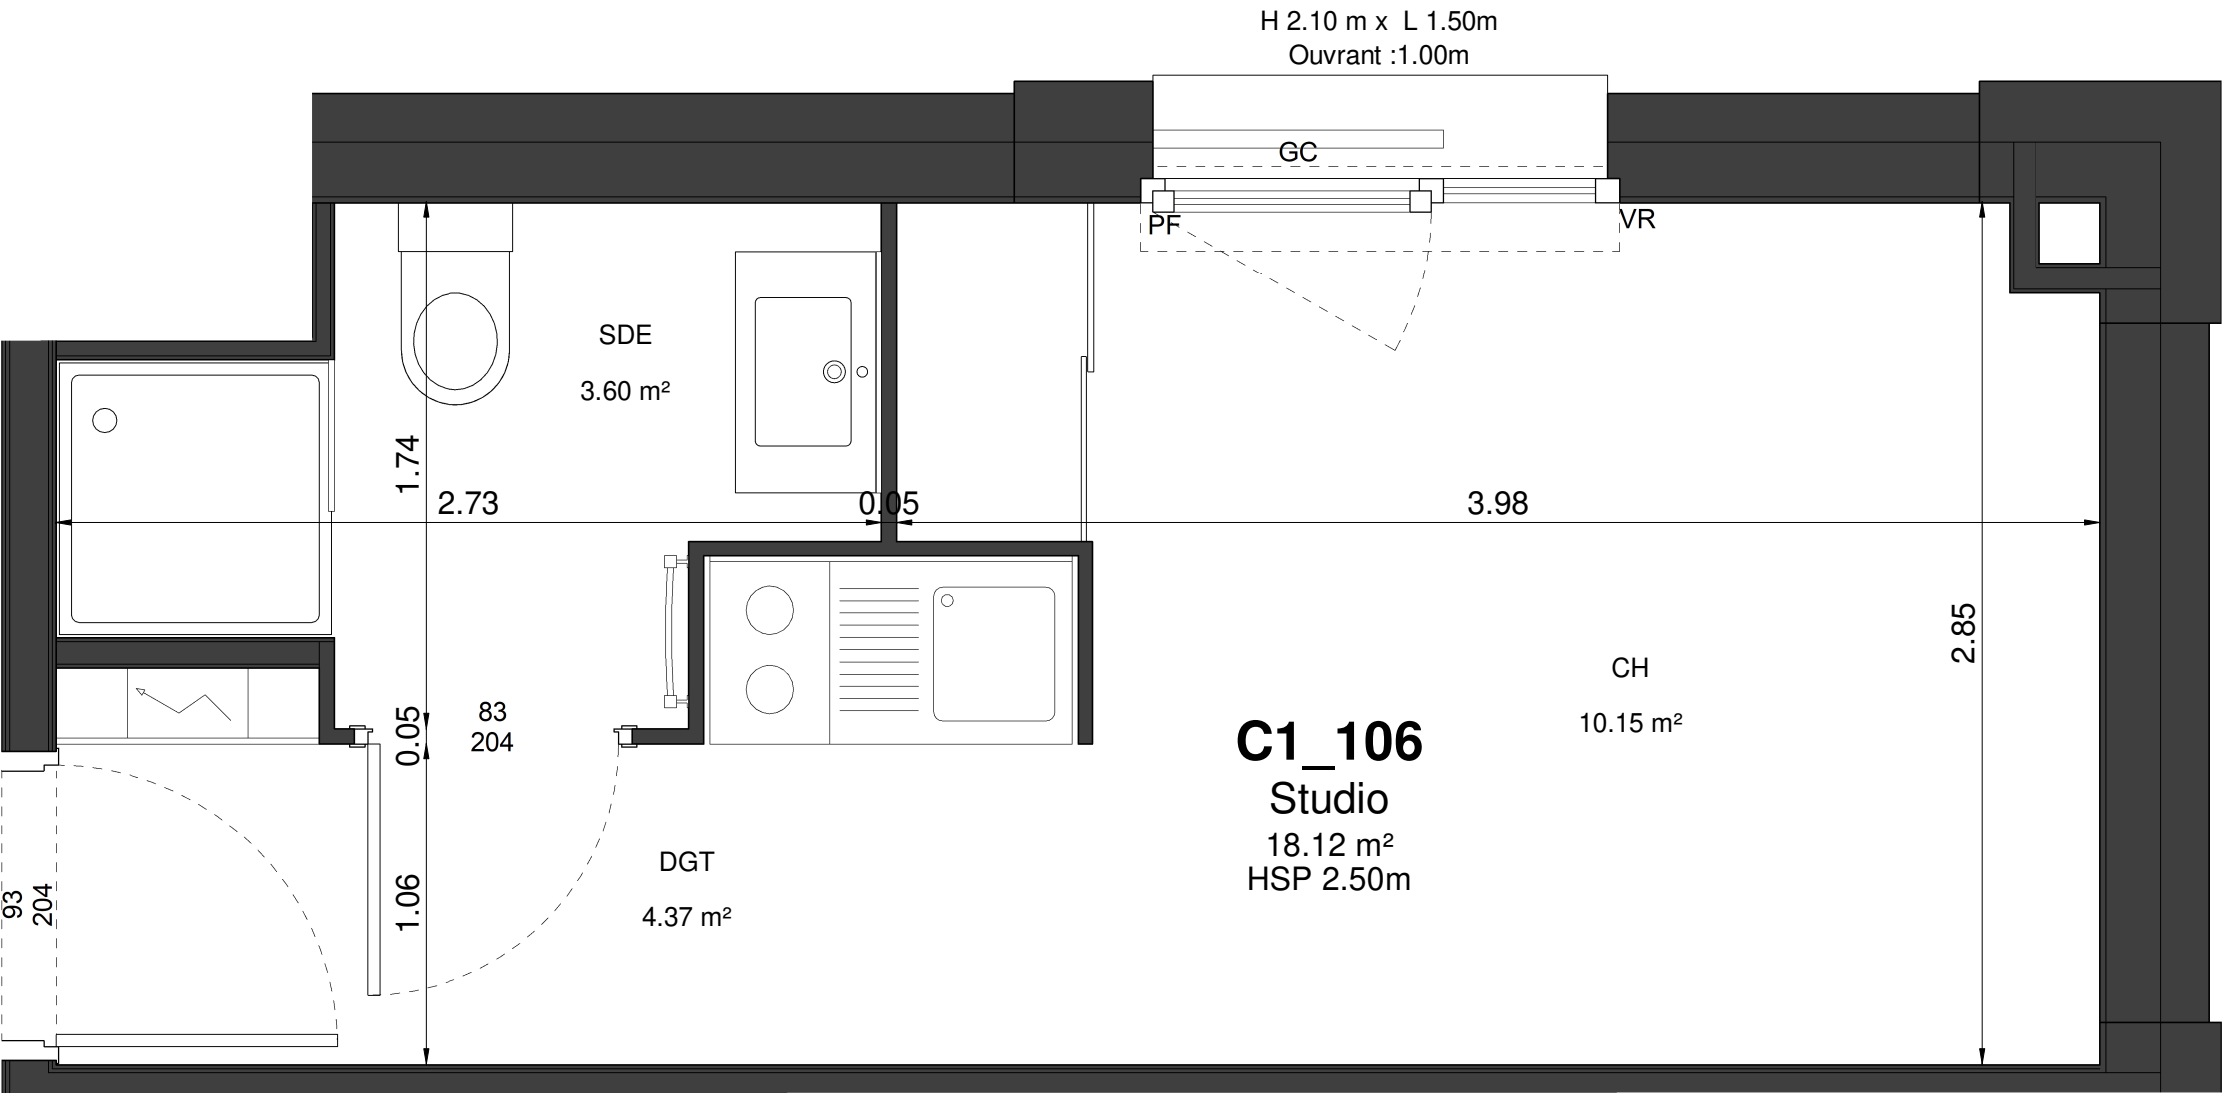 H 2.10 m x L 1.50m
Ouvrant :1.00m
GC
PF
VR
SDE
3.60 m²
1.74
2.73
0.05
3.98
2.85
CH
10.15 m²
83
204
0.05
C1_106
Studio
18.12 m²
HSP 2.50m
DGT
4.37 m²
1.06
93
204